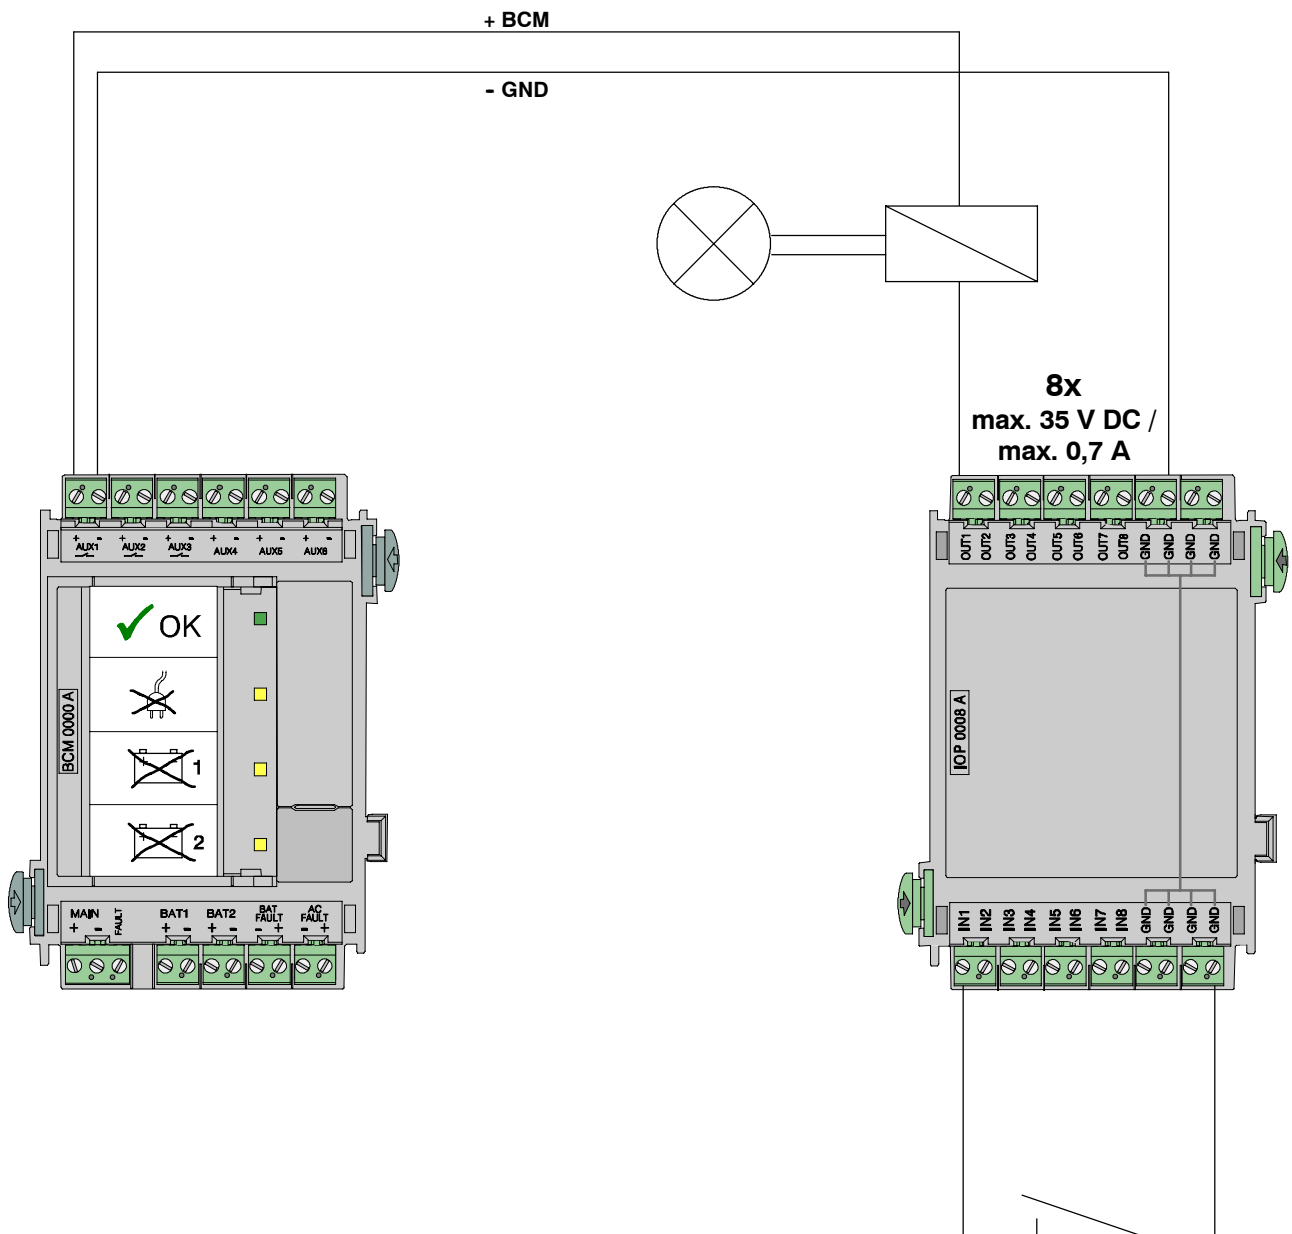 + BCM
- GND
8x
max. 35 V DC /
max. 0,7 A
+ - + - + - + - + - + -
AUX1 AUX2 AUX3 AUX4 AUX5 AUX6
OUT1 OUT2 OUT3 OUT4 OUT5 OUT6 OUT7 OUT8 GND GND GND GND
OK
BCM 0000 A
1
2
IOP 0008 A
MAIN FAULT BAT1 BAT2 BAT FAULT AC FAULT
+ - + - + - - + - +
IN1 IN2 IN3 IN4 IN5 IN6 IN7 IN8 GND GND GND GND